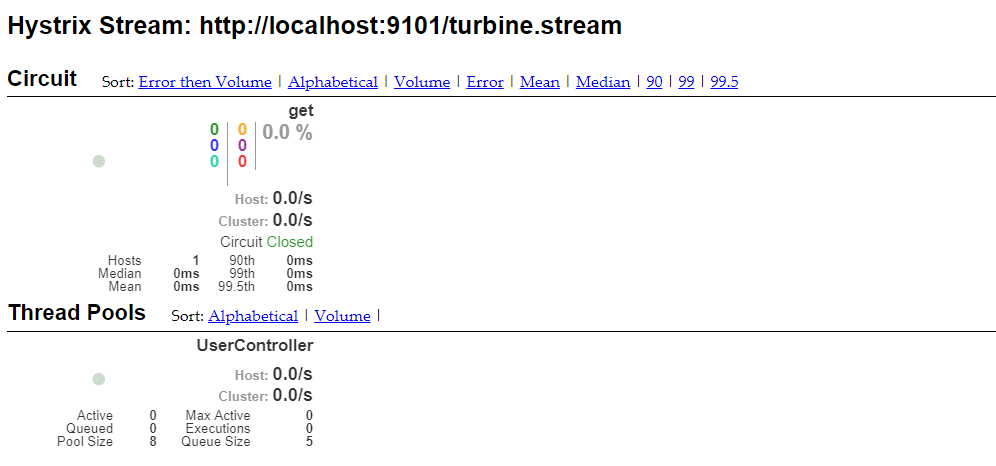 Hystrix Stream: http://localhost:9101/turbine.stream
Circuit Sort: Error then Volume | Alphabetical | Volume | Error | Mean | Median | 90 | 99 | 99.5
get
0 0 0.0 %
0 0
0 0
Host: 0.0/s
Cluster: 0.0/s
Circuit Closed
Hosts 1 90th 0ms
Median 0ms 99th 0ms
Mean 0ms 99.5th 0ms
Thread Pools Sort: Alphabetical | Volume |
UserController
Host: 0.0/s
Cluster: 0.0/s
Active 0 Max Active 0
Queued 0 Executions 0
Pool Size 8 Queue Size 5